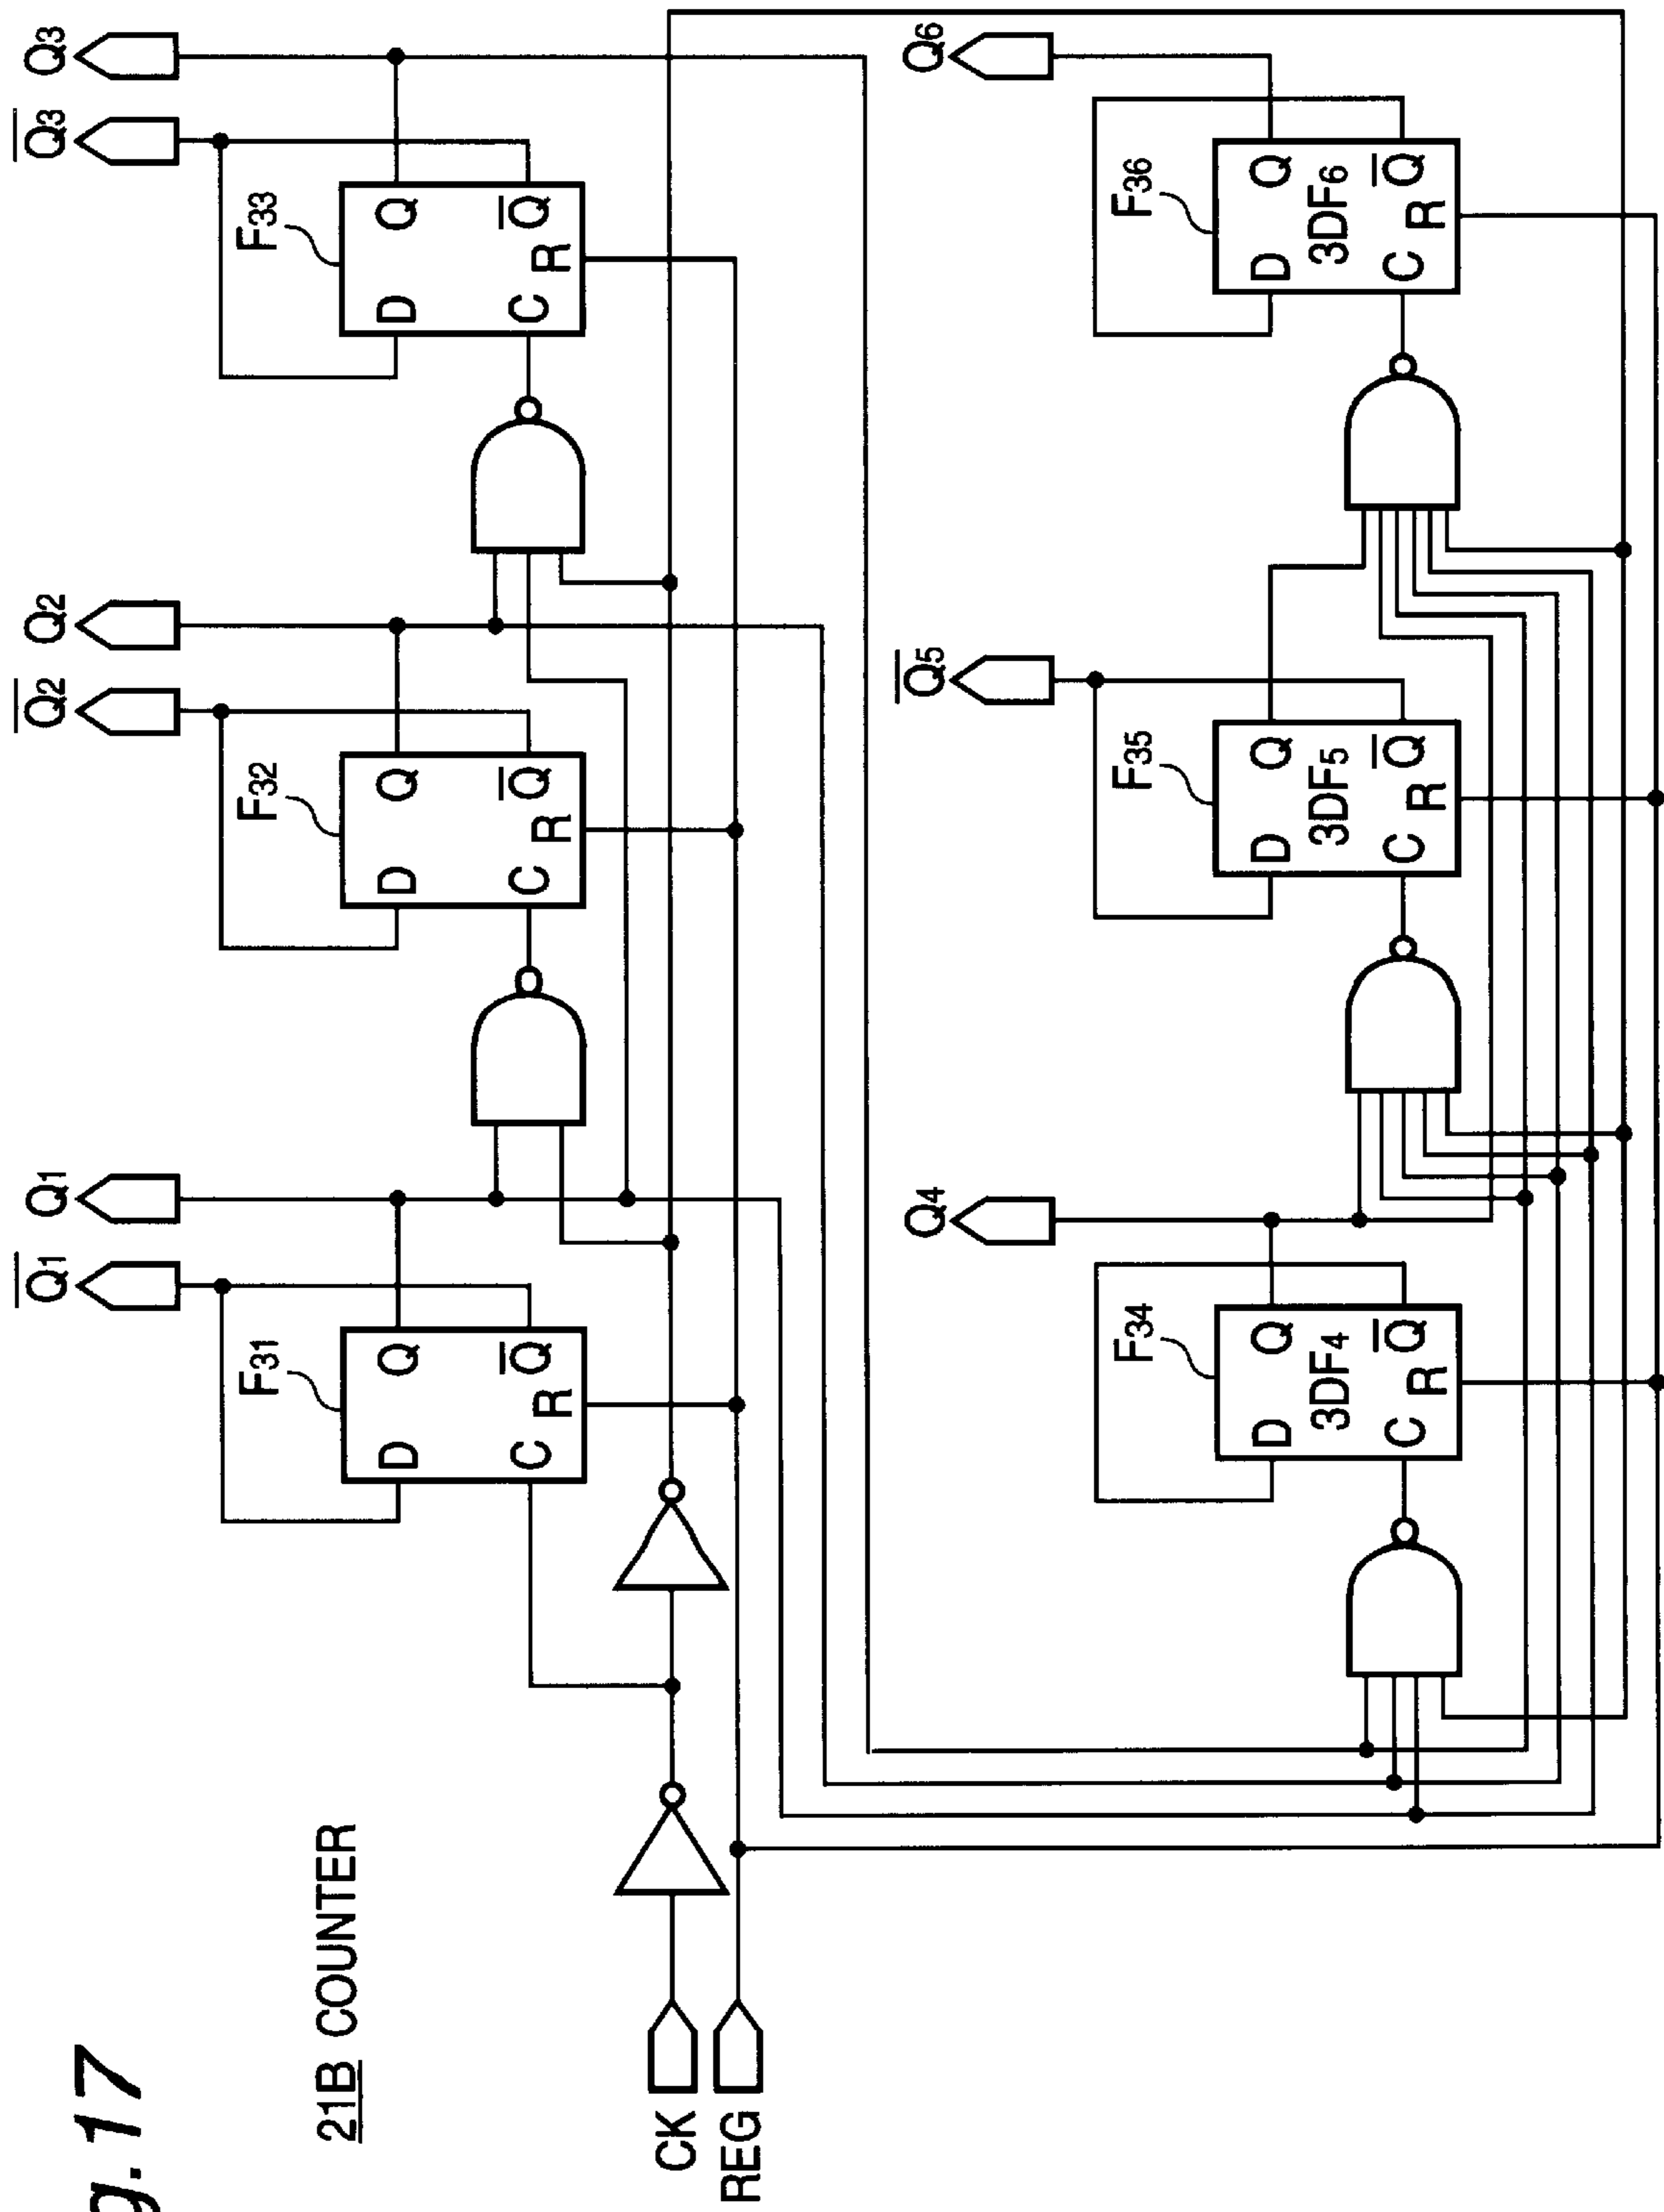 Q̅1 Q1 Q̅2 Q2 Q̅3 Q3
g. 17
F31 F32 F33
21B COUNTER
D Q D Q D Q
C R Q̅ C R Q̅ C R Q̅
CK
REG
Q4 Q̅5 Q6
F34 F35 F36
D Q D Q D Q
3DF4 3DF5 3DF6
C R Q̅ C R Q̅ C R Q̅